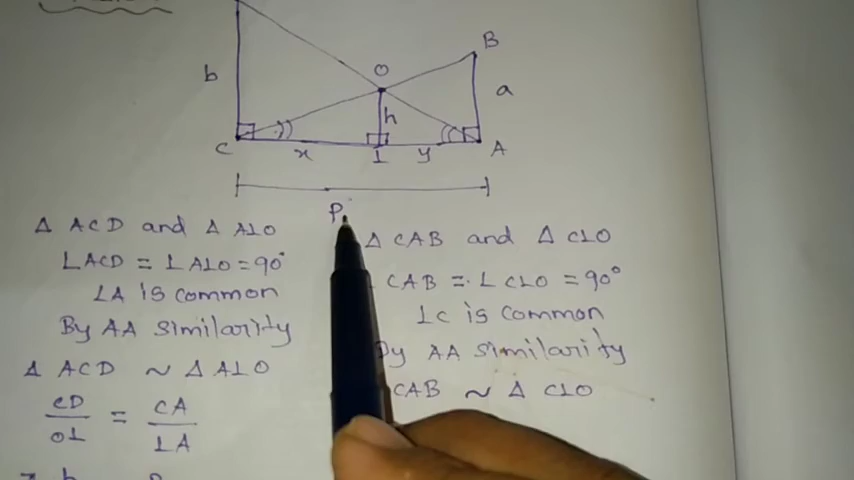 B
b
O
a
h
C
x
L
y
A
P
Δ ACD and Δ ALO
∠ACD = ∠ALO = 90°
∠A is common
By AA similarity
Δ ACD ~ Δ ALO
CD/OL = CA/LA
Δ CAB and Δ CLO
CAB = ∠CLO = 90°
∠C is common
By AA similarity
CAB ~ Δ CLO